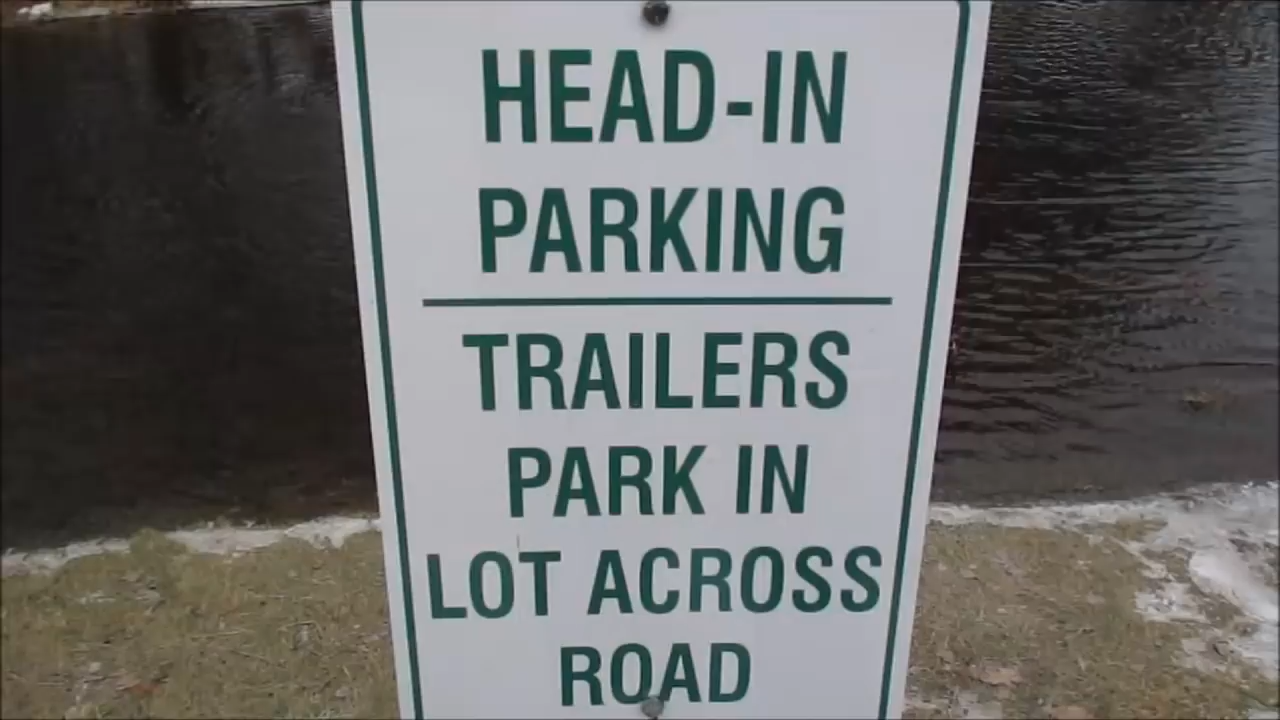 HEAD-IN
PARKING
TRAILERS
PARK IN
LOT ACROSS
ROAD